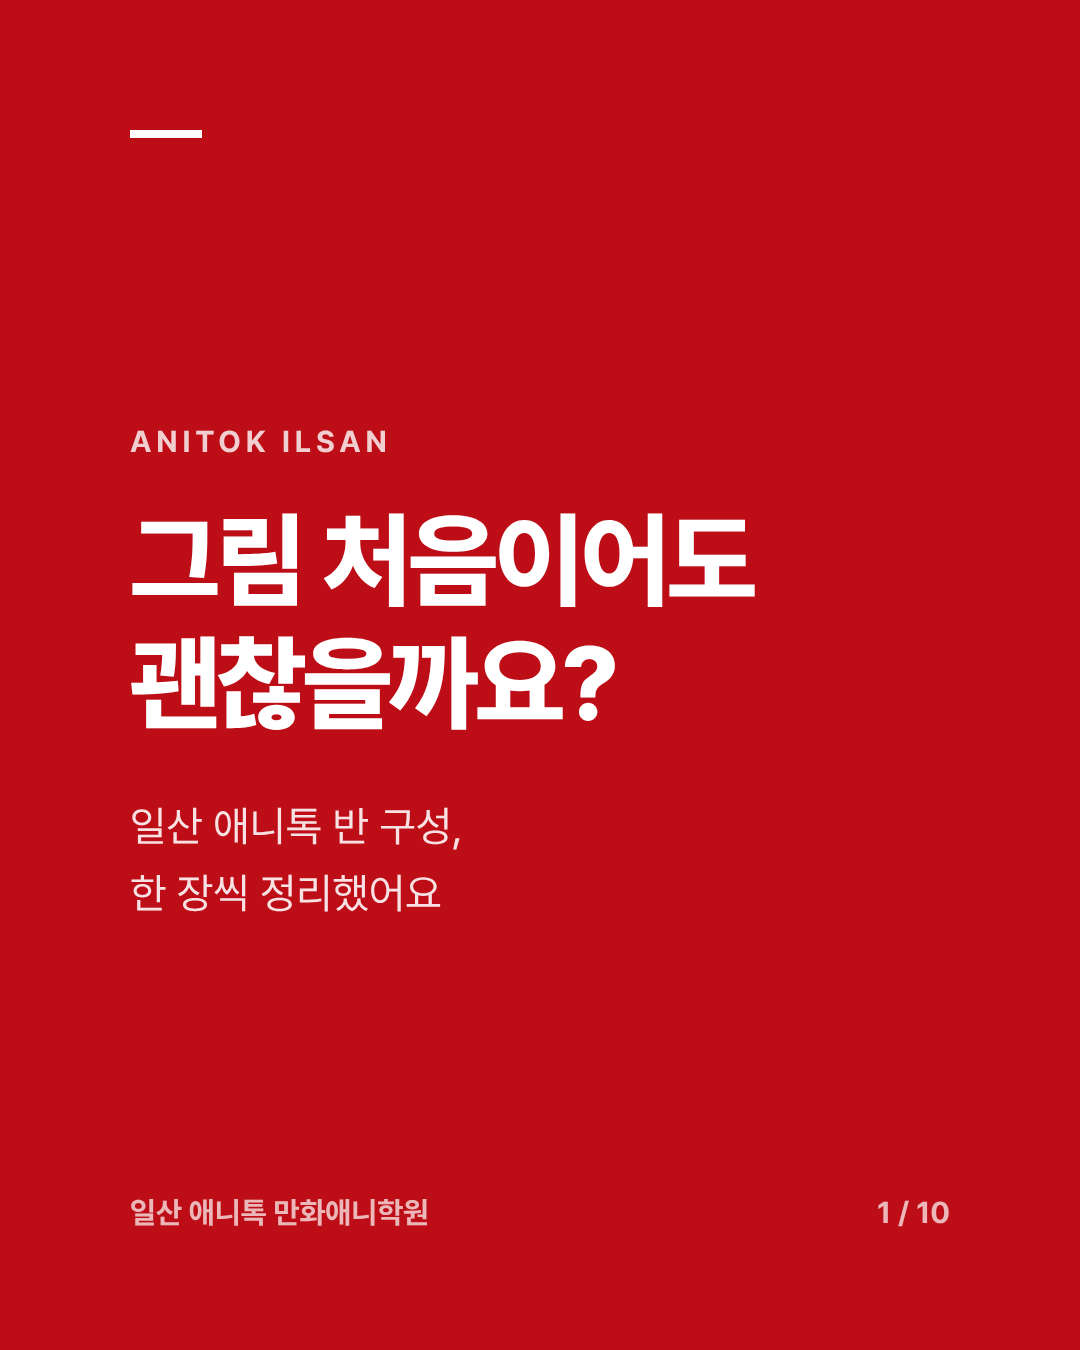 ANITOK ILSAN
그림 처음이어도
괜찮을까요?
일산 애니톡 반 구성,
한 장씩 정리했어요
일산 애니톡 만화애니학원
1 / 10